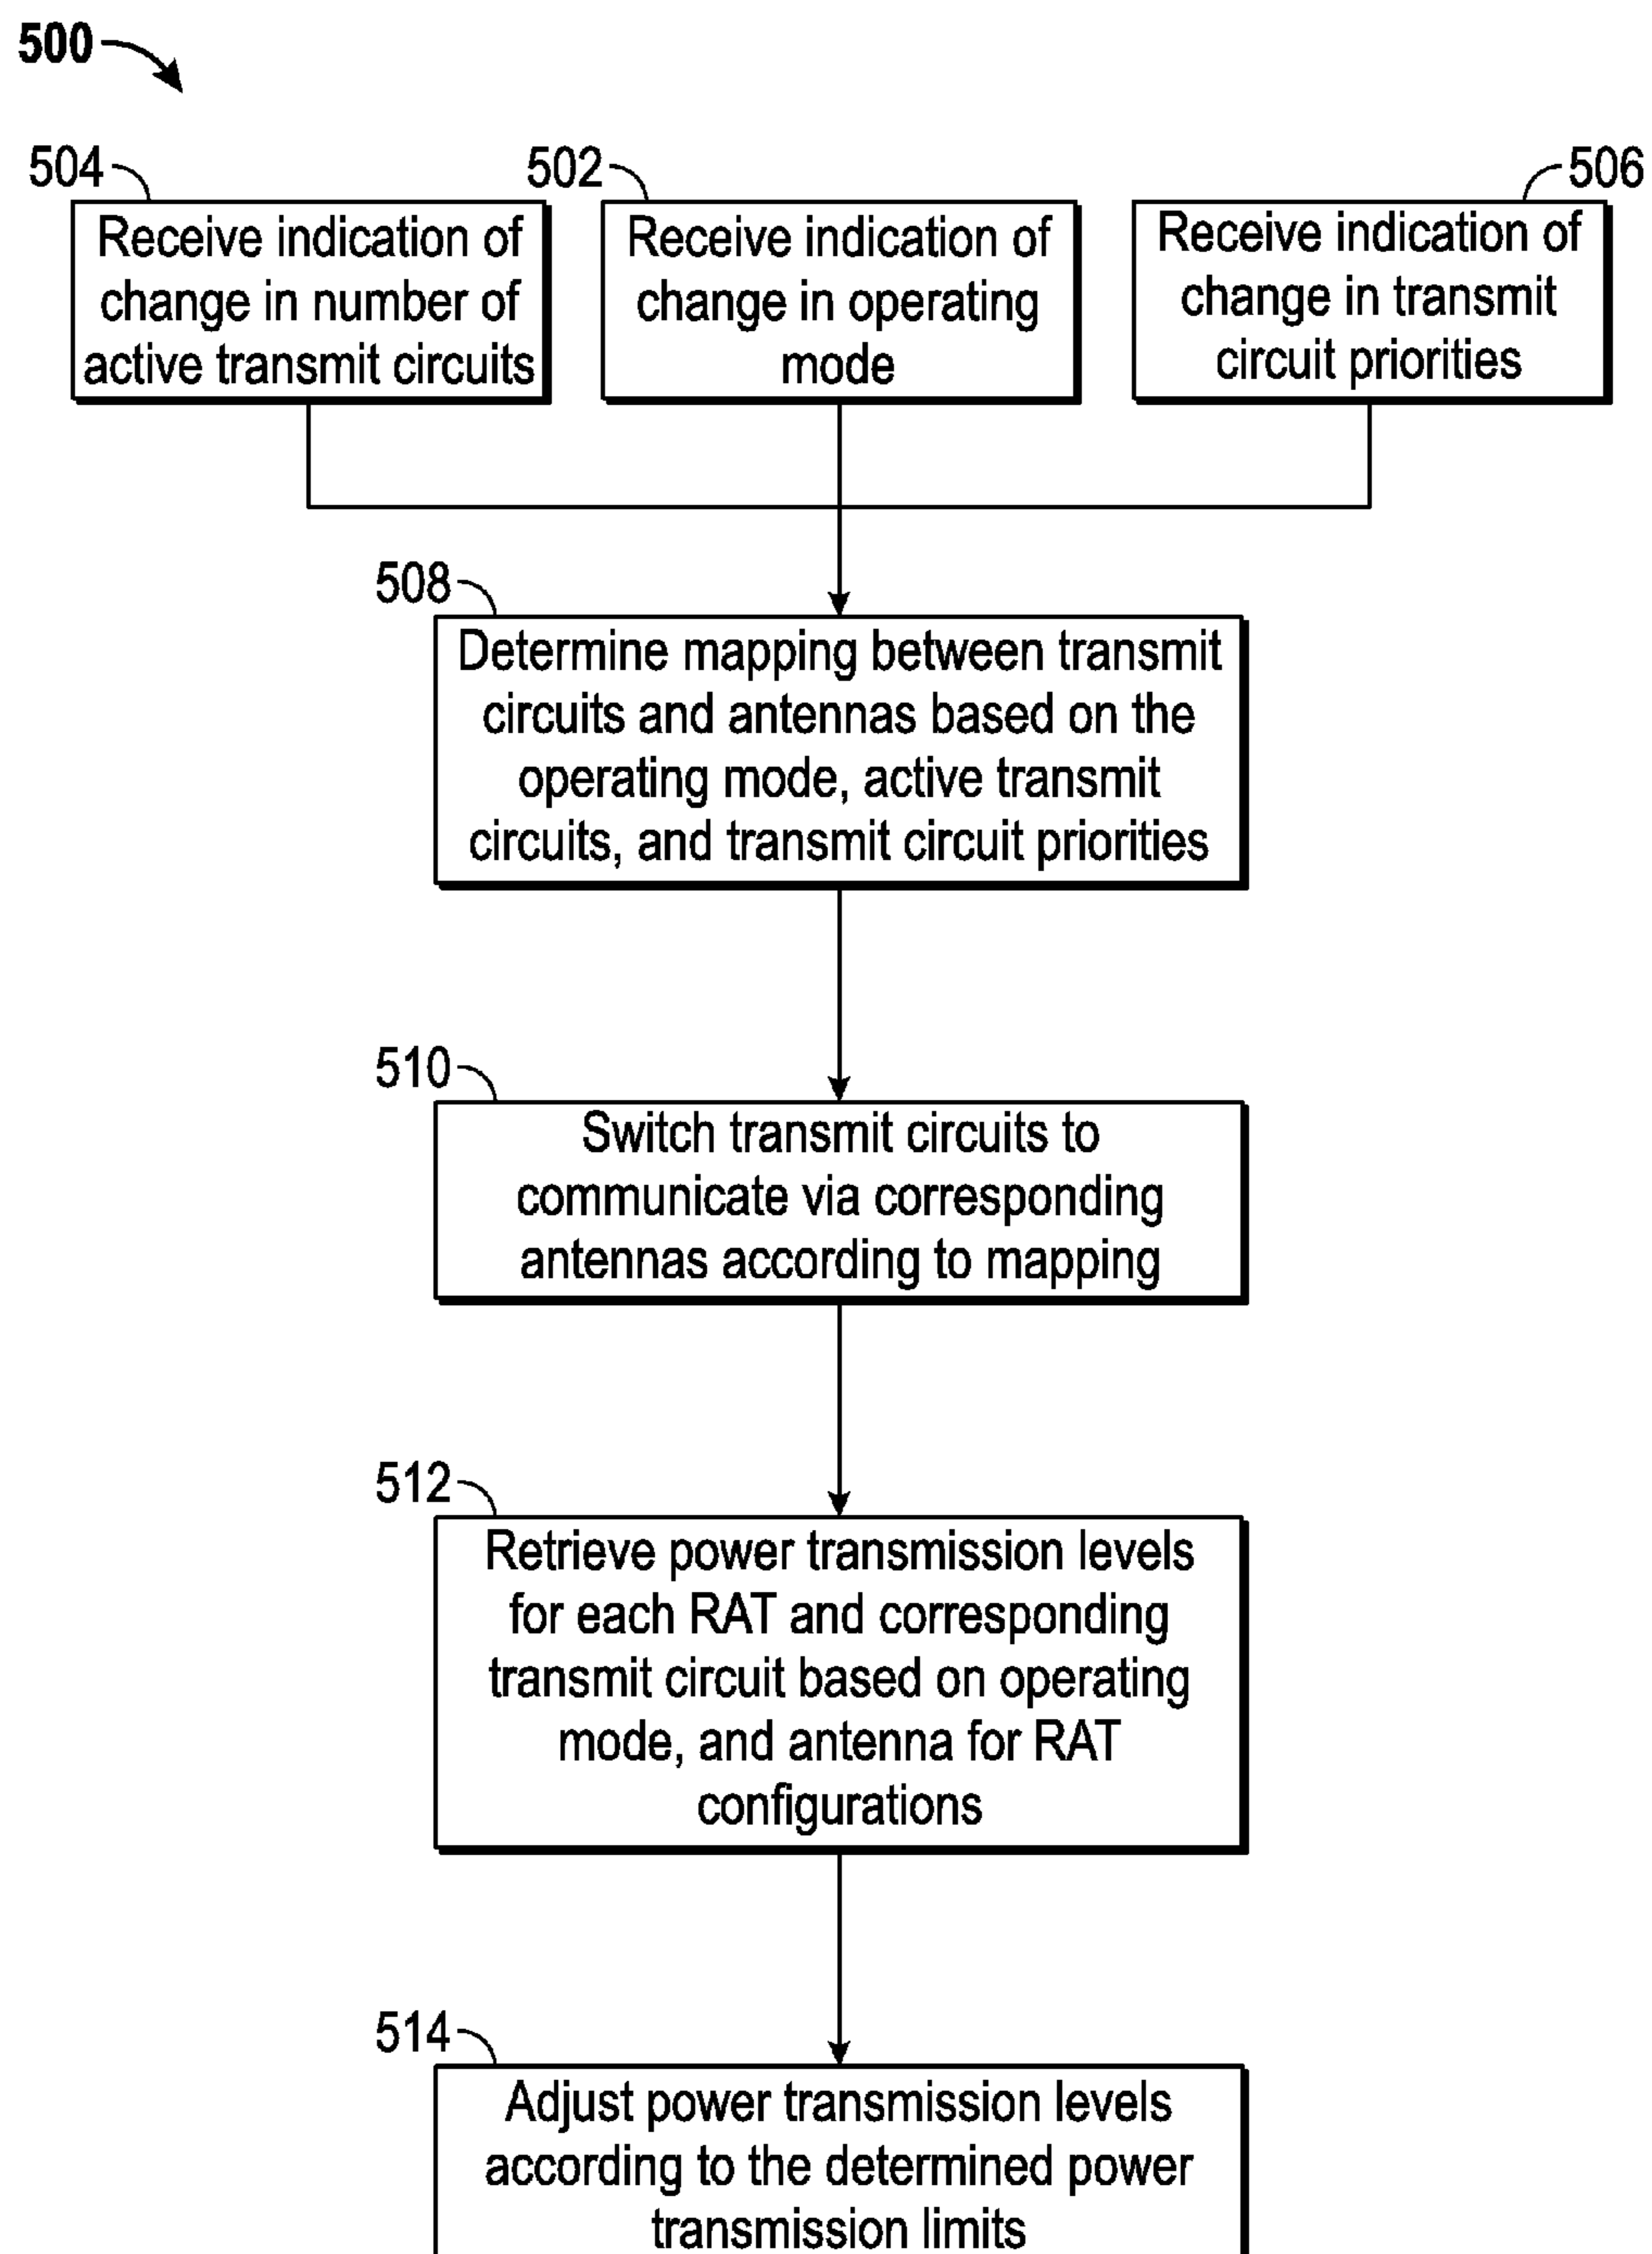 500
504
Receive indication of
change in number of
active transmit circuits
502
Receive indication of
change in operating
mode
506
Receive indication of
change in transmit
circuit priorities
508
Determine mapping between transmit
circuits and antennas based on the
operating mode, active transmit
circuits, and transmit circuit priorities
510
Switch transmit circuits to
communicate via corresponding
antennas according to mapping
512
Retrieve power transmission levels
for each RAT and corresponding
transmit circuit based on operating
mode, and antenna for RAT
configurations
514
Adjust power transmission levels
according to the determined power
transmission limits